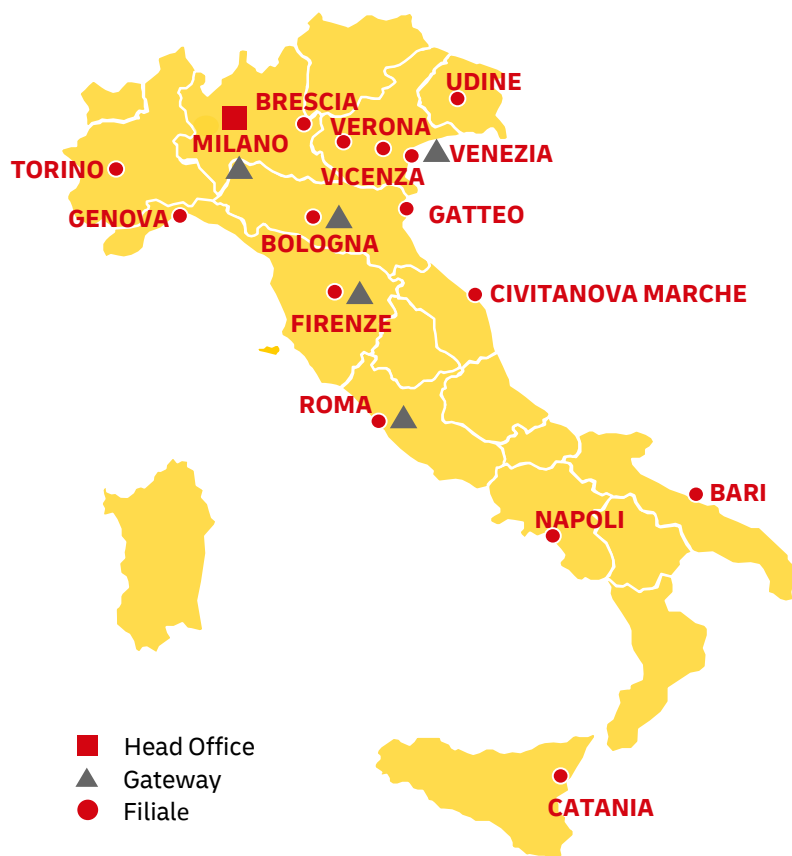 UDINE
BRESCIA
VERONA
MILANO
VENEZIA
TORINO
VICENZA
GENOVA
GATTEO
BOLOGNA
CIVITANOVA MARCHE
FIRENZE
ROMA
BARI
NAPOLI
Head Office
Gateway
Filiale
CATANIA